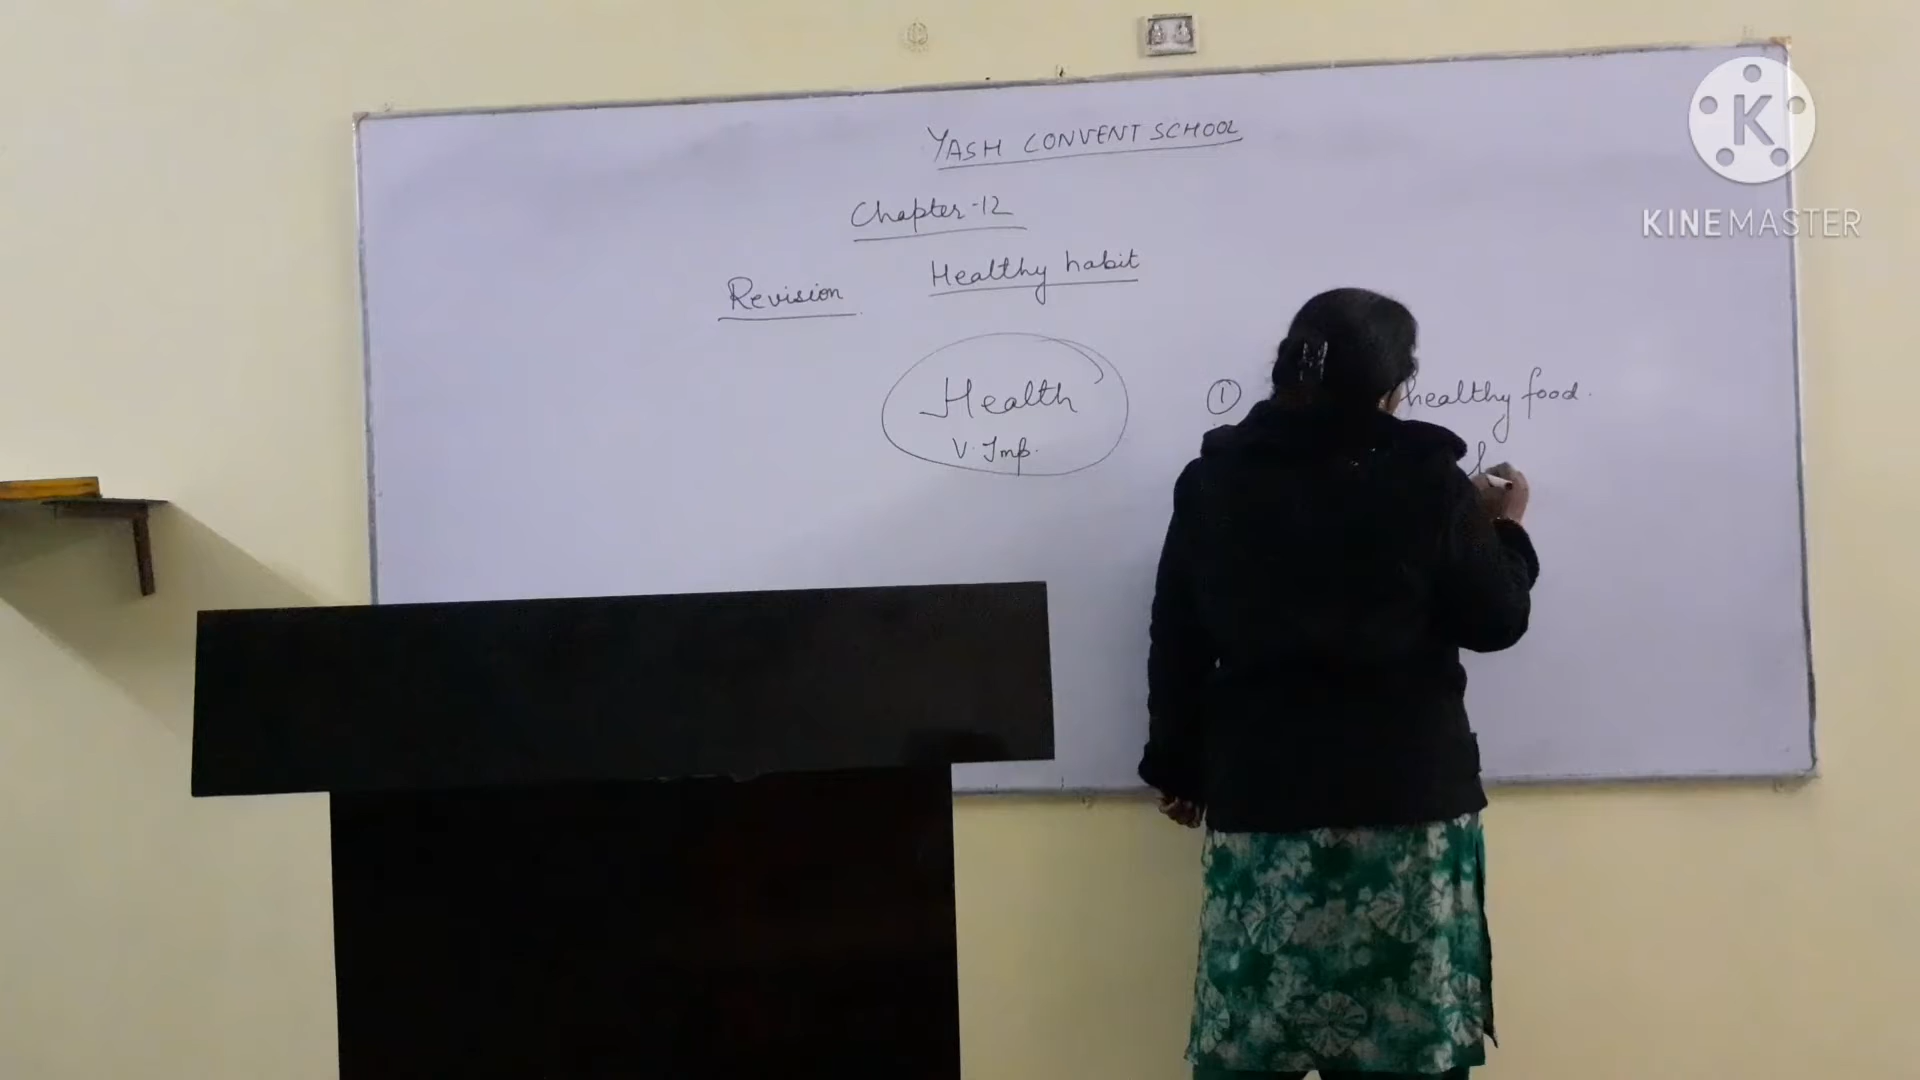 YASH CONVENT SCHOOL
Chapter-12
Healthy habit
Revision
Health
V. Imp.
① healthy food.
K
KINEMASTER